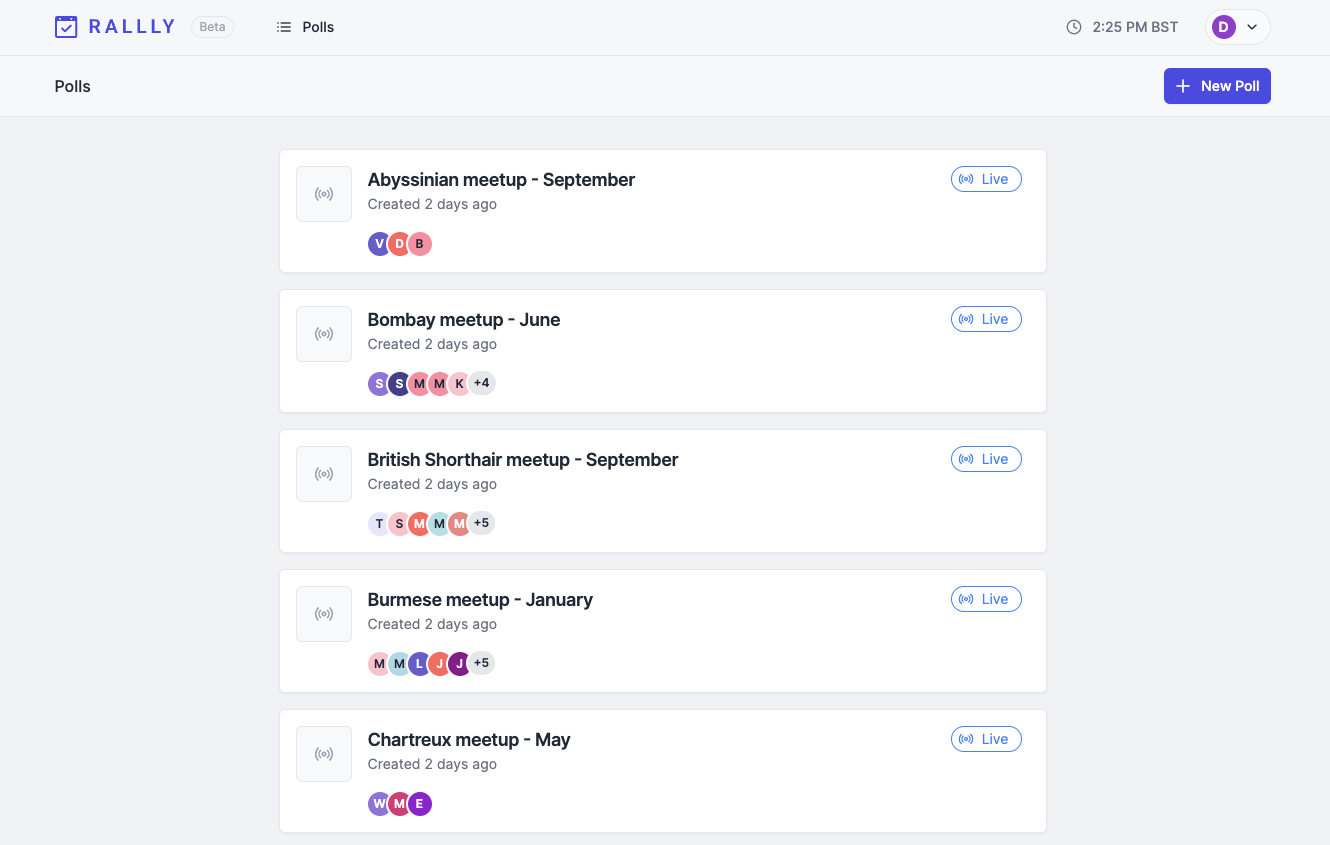 RALLLY Beta Polls 2:25 PM BST D
Polls New Poll
Abyssinian meetup - September Live
Created 2 days ago
V D B
Bombay meetup - June Live
Created 2 days ago
S S M M K +4
British Shorthair meetup - September Live
Created 2 days ago
T S M M M +5
Burmese meetup - January Live
Created 2 days ago
M M L J J +5
Chartreux meetup - May Live
Created 2 days ago
W M E